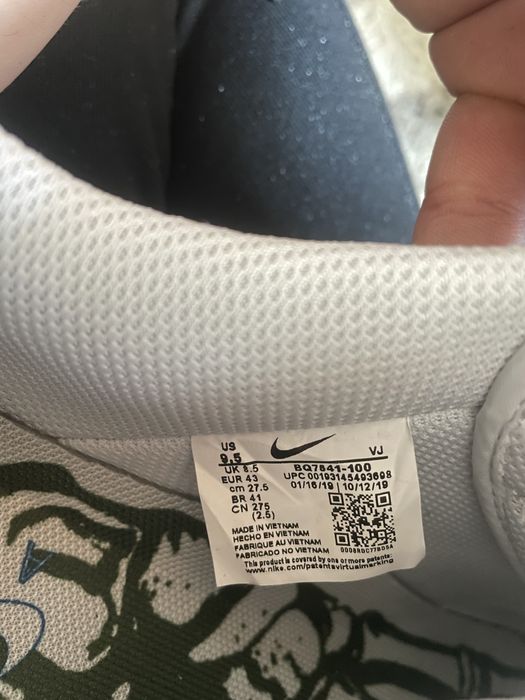 US VJ
9.5
UK 8.5 BQ7541-100
EUR 43 UPC 00193145493698
cm 27.5 01/16/19 | 10/12/19
BR 41
CN 275
(2.5)
MADE IN VIETNAM
HECHO EN VIETNAM
FABRIQUE AU VIETNAM
FABRICADO NO VIETNAM
This product is covered by one or more patents:
www.nike.com/patentsvirtualmarking